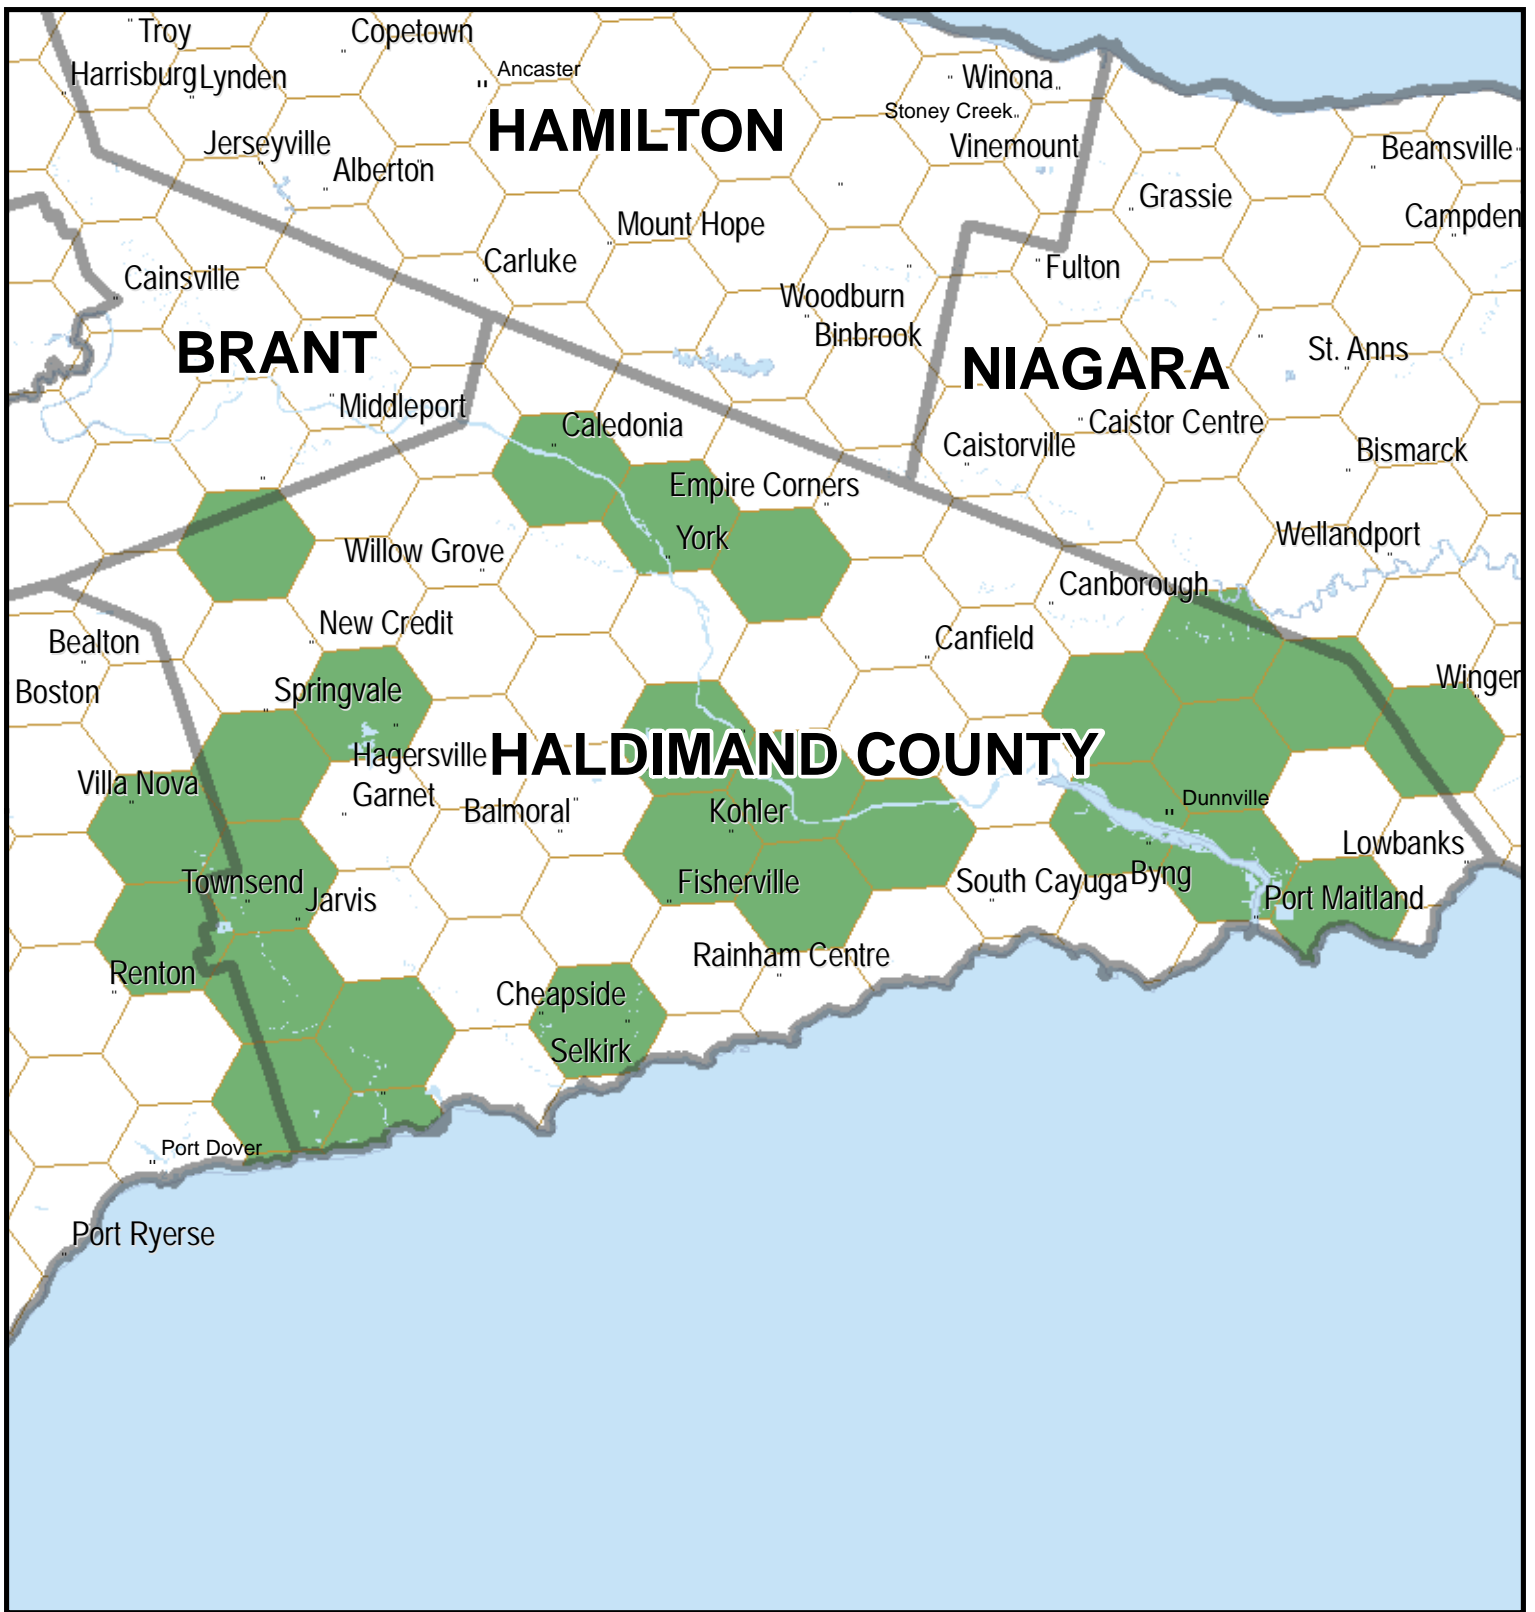 Troy
Copetown
Harrisburg
Lynden
Ancaster
Winona
HAMILTON
Stoney Creek
Jerseyville
Vinemount
Beamsville
Alberton
Grassie
Mount Hope
Campden
Carluke
Fulton
Cainsville
Woodburn
Binbrook
BRANT
NIAGARA
St. Anns
Middleport
Caledonia
Caistor Centre
Caistorville
Bismarck
Empire Corners
York
Wellandport
Willow Grove
Canborough
New Credit
Canfield
Bealton
Boston
Springvale
Winger
Hagersville
HALDIMAND COUNTY
Villa Nova
Garnet
Balmoral
Kohler
Dunnville
Lowbanks
Townsend
Jarvis
Fisherville
South Cayuga
Byng
Port Maitland
Rainham Centre
Renton
Cheapside
Selkirk
Port Dover
Port Ryerse